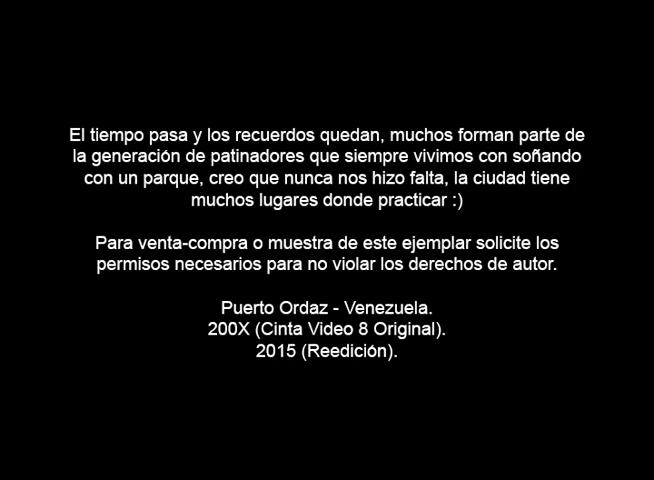 El tiempo pasa y los recuerdos quedan, muchos forman parte de
la generación de patinadores que siempre vivimos con soñando
con un parque, creo que nunca nos hizo falta, la ciudad tiene
muchos lugares donde practicar :)
Para venta-compra o muestra de este ejemplar solicite los
permisos necesarios para no violar los derechos de autor.
Puerto Ordaz - Venezuela.
200X (Cinta Video 8 Original).
2015 (Reedición).